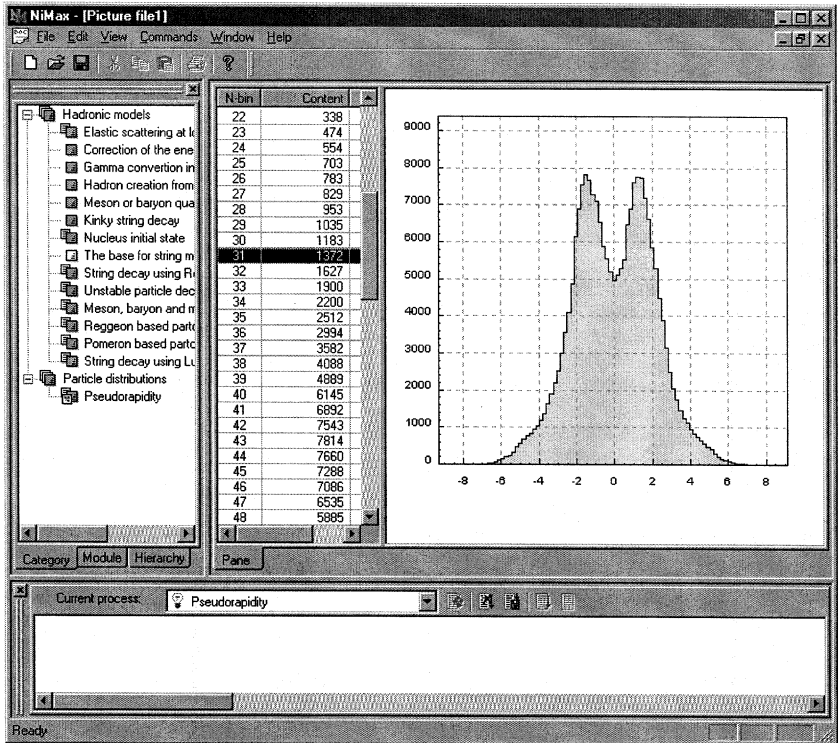 NiMax - [Picture file1]
File Edit View Commands Window Help
Hadronic models
Elastic scattering at lo
Correction of the ene
Gamma convertion in
Hadron creation from
Meson or baryon qua
Kinky string decay
Nucleus initial state
The base for string m
String decay using Re
Unstable particle dec
Meson, baryon and m
Reggeon based parto
Pomeron based parto
String decay using Lu
Particle distributions
Pseudorapidity
Category Module Hierarchy
N-bin Content
22 338
23 474
24 554
25 703
26 783
27 829
28 953
29 1035
30 1183
31 1372
32 1627
33 1900
34 2200
35 2512
36 2994
37 3582
38 4088
39 4889
40 6145
41 6892
42 7543
43 7814
44 7660
45 7288
46 7086
47 6535
48 5885
Pane
9000
8000
7000
6000
5000
4000
3000
2000
1000
0
-8 -6 -4 -2 0 2 4 6 8
Current process: Pseudorapidity
Ready